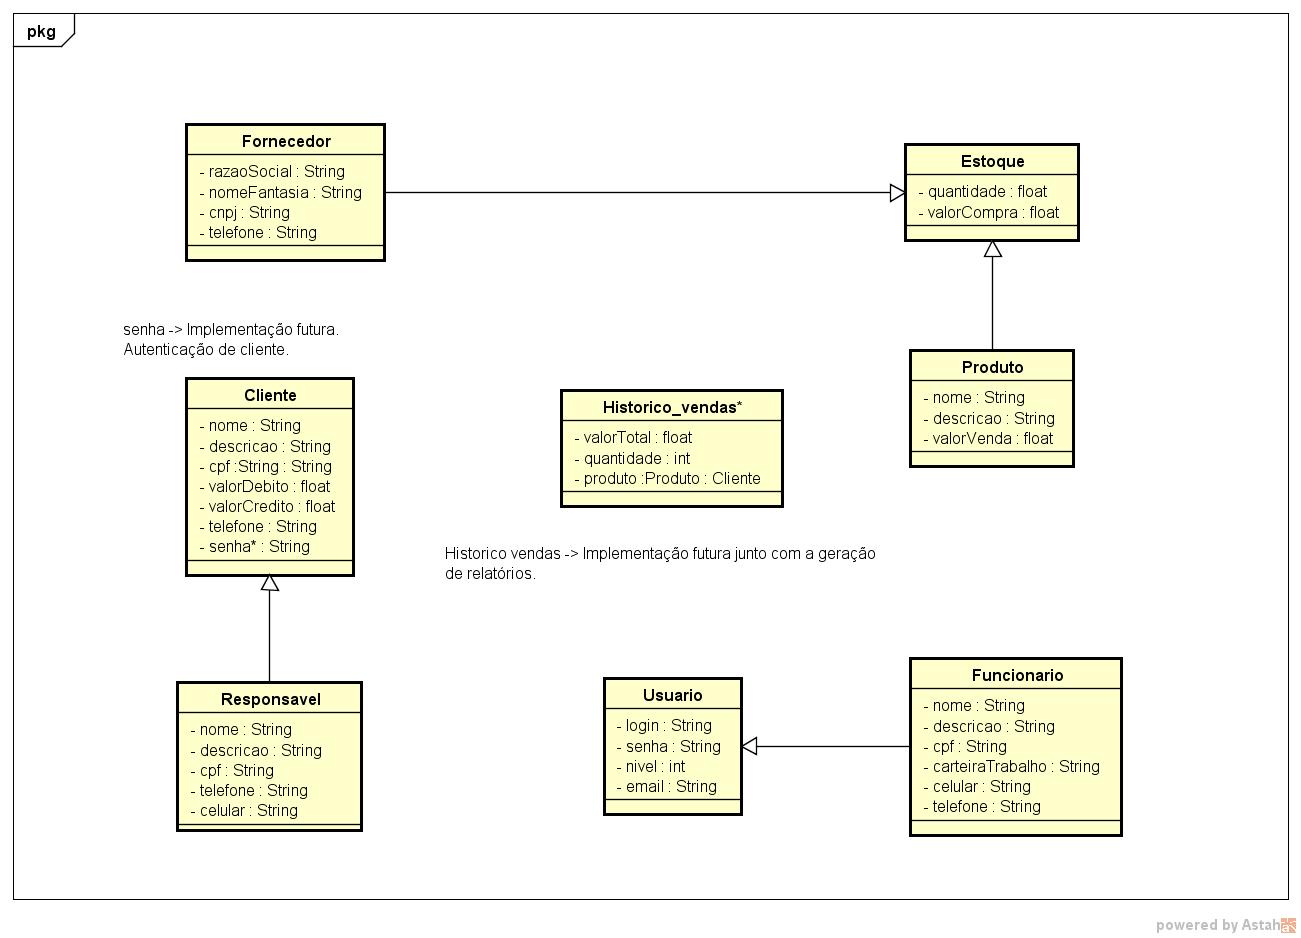 pkg
Fornecedor
- razaoSocial : String
- nomeFantasia : String
- cnpj : String
- telefone : String
Estoque
- quantidade : float
- valorCompra : float
senha -> Implementação futura.
Autenticação de cliente.
Cliente
- nome : String
- descricao : String
- cpf :String : String
- valorDebito : float
- valorCredito : float
- telefone : String
- senha* : String
Historico_vendas*
- valorTotal : float
- quantidade : int
- produto :Produto : Cliente
Produto
- nome : String
- descricao : String
- valorVenda : float
Historico vendas -> Implementação futura junto com a geração
de relatórios.
Responsavel
- nome : String
- descricao : String
- cpf : String
- telefone : String
- celular : String
Usuario
- login : String
- senha : String
- nivel : int
- email : String
Funcionario
- nome : String
- descricao : String
- cpf : String
- carteiraTrabalho : String
- celular : String
- telefone : String
powered by Astah